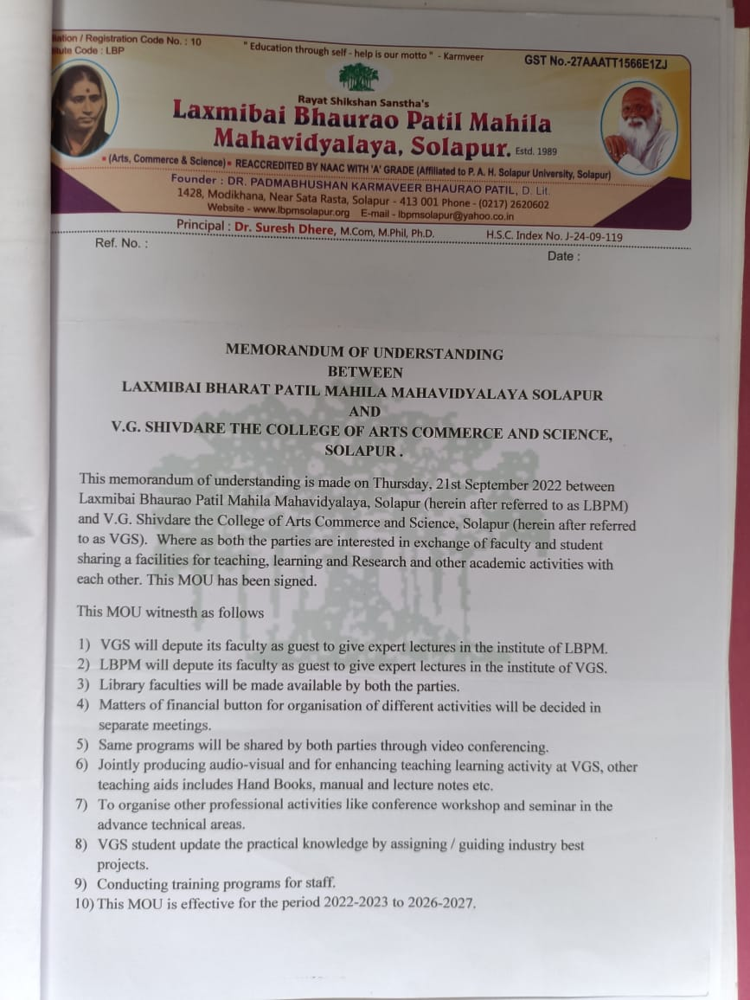 iation / Registration Code No. : 10
itute Code : LBP
" Education through self - help is our motto " - Karmveer
GST No.-27AAATT1566E1ZJ
Rayat Shikshan Sanstha's
Laxmibai Bhaurao Patil Mahila
Mahavidyalaya, Solapur. Estd. 1989
(Arts, Commerce & Science) REACCREDITED BY NAAC WITH 'A' GRADE (Affiliated to P. A. H. Solapur University, Solapur)
Founder : DR. PADMABHUSHAN KARMAVEER BHAURAO PATIL, D. Lit.
1428, Modikhana, Near Sata Rasta, Solapur - 413 001 Phone - (0217) 2620602
Website - www.lbpmsolapur.org E-mail - lbpmsolapur@yahoo.co.in
Principal : Dr. Suresh Dhere, M.Com, M.Phil, Ph.D. H.S.C. Index No. J-24-09-119
Ref. No. :
Date :
MEMORANDUM OF UNDERSTANDING
BETWEEN
LAXMIBAI BHARAT PATIL MAHILA MAHAVIDYALAYA SOLAPUR
AND
V.G. SHIVDARE THE COLLEGE OF ARTS COMMERCE AND SCIENCE,
SOLAPUR .
This memorandum of understanding is made on Thursday, 21st September 2022 between
Laxmibai Bhaurao Patil Mahila Mahavidyalaya, Solapur (herein after referred to as LBPM)
and V.G. Shivdare the College of Arts Commerce and Science, Solapur (herein after referred
to as VGS). Where as both the parties are interested in exchange of faculty and student
sharing a facilities for teaching, learning and Research and other academic activities with
each other. This MOU has been signed.
This MOU witnesth as follows
1) VGS will depute its faculty as guest to give expert lectures in the institute of LBPM.
2) LBPM will depute its faculty as guest to give expert lectures in the institute of VGS.
3) Library faculties will be made available by both the parties.
4) Matters of financial button for organisation of different activities will be decided in
separate meetings.
5) Same programs will be shared by both parties through video conferencing.
6) Jointly producing audio-visual and for enhancing teaching learning activity at VGS, other
teaching aids includes Hand Books, manual and lecture notes etc.
7) To organise other professional activities like conference workshop and seminar in the
advance technical areas.
8) VGS student update the practical knowledge by assigning / guiding industry best
projects.
9) Conducting training programs for staff.
10) This MOU is effective for the period 2022-2023 to 2026-2027.